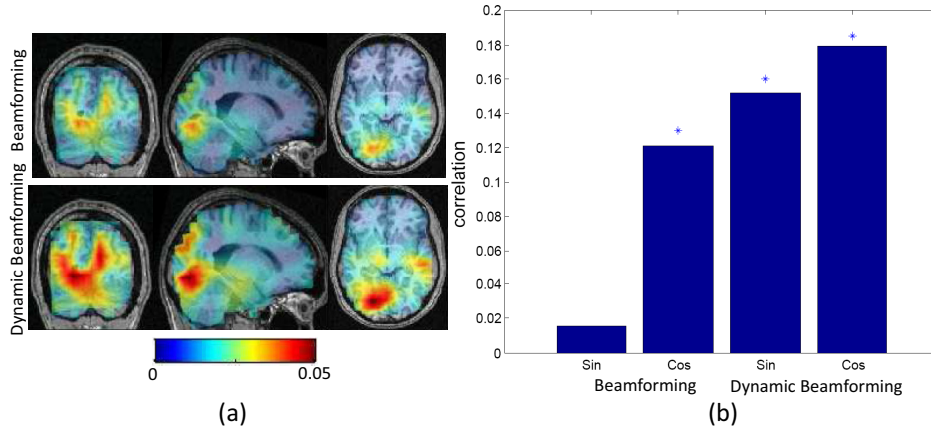 Beamforming
Dynamic Beamforming
0
0.05
(a)
0.2
0.18
0.16
0.14
0.12
0.1
0.08
0.06
0.04
0.02
0
correlation
Sin
Cos
Sin
Cos
Beamforming
Dynamic Beamforming
(b)